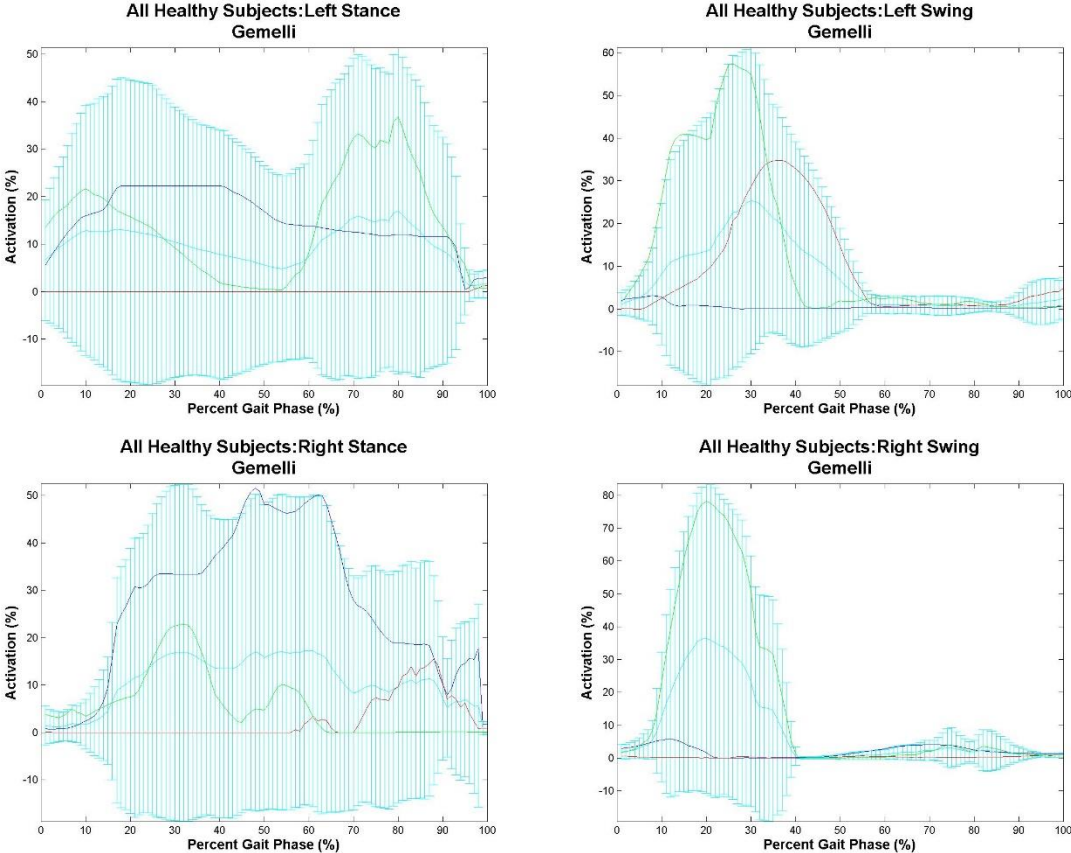 All Healthy Subjects:Left Stance
Gemelli
50
40
30
20
10
0
-10
Activation (%)
0 10% 20% 30% 40% 50% 60% 70% 80% 90% 100%
Percent Gait Phase (%)
All Healthy Subjects:Left Swing
Gemelli
60
50
40
30
20
10
0
-10
Activation (%)
0 10% 20% 30% 40% 50% 60% 70% 80% 90% 100%
Percent Gait Phase (%)
All Healthy Subjects:Right Stance
Gemelli
50
40
30
20
10
0
-10
Activation (%)
0 10% 20% 30% 40% 50% 60% 70% 80% 90% 100%
Percent Gait Phase (%)
All Healthy Subjects:Right Swing
Gemelli
80
70
60
50
40
30
20
10
0
-10
Activation (%)
0 10% 20% 30% 40% 50% 60% 70% 80% 90% 100%
Percent Gait Phase (%)